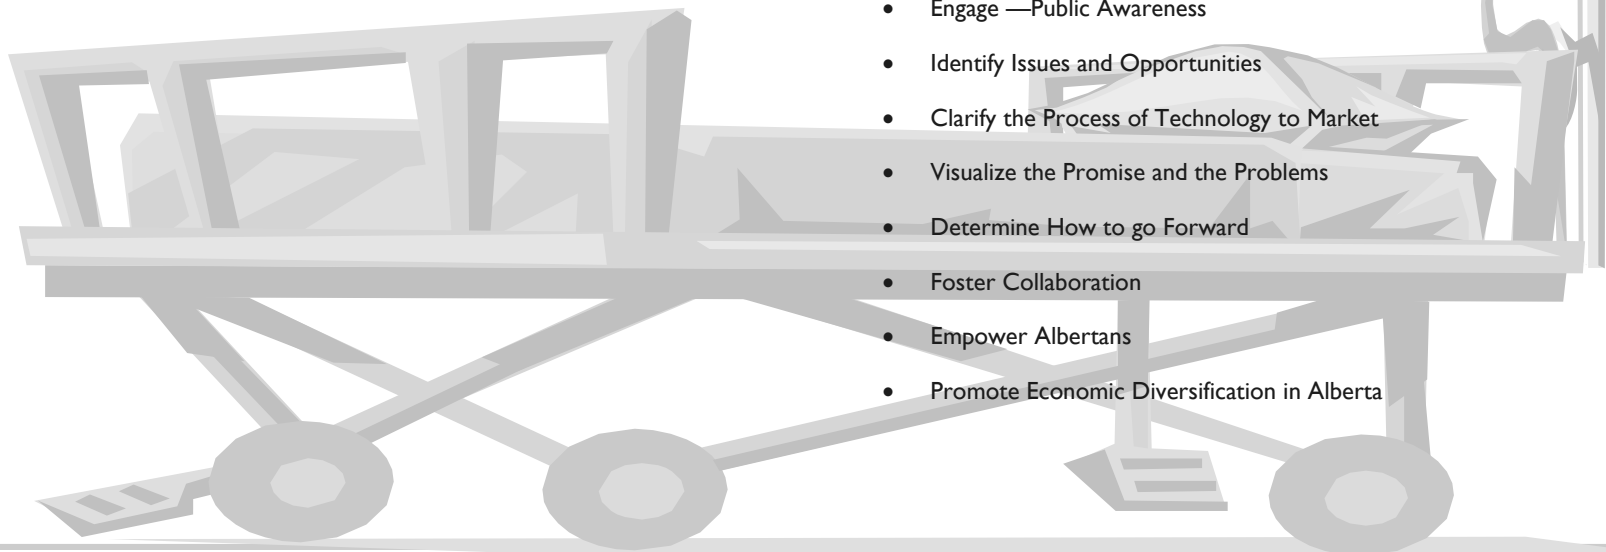 • Engage —Public Awareness
• Identify Issues and Opportunities
• Clarify the Process of Technology to Market
• Visualize the Promise and the Problems
• Determine How to go Forward
• Foster Collaboration
• Empower Albertans
• Promote Economic Diversification in Alberta